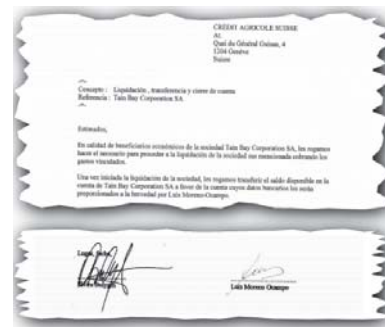 CRÉDIT AGRICOLE SUISSE
At.
Quai du Général Guisan, 4
1204 Genève
Suisse
Concepto : Liquidación , transferencia y cierre de cuenta
Referencia : Tain Bay Corporation SA
Estimados,
En calidad de beneficiarios económicos de la sociedad Tain Bay Corporation SA, les rogamos
hacer el necesario para proceder a la liquidación de la sociedad sus mencionada cobrando los
gastos vinculados.
Una vez iniciada la liquidación de la sociedad, les rogamos transferir el saldo disponible en la
cuenta de Tain Bay Corporation SA a favor de la cuenta cuyos datos bancarios les serán
proporcionados a la brevedad por Luis Moreno-Ocampo.
Lugar, fecha,
Luis Moreno Ocampo